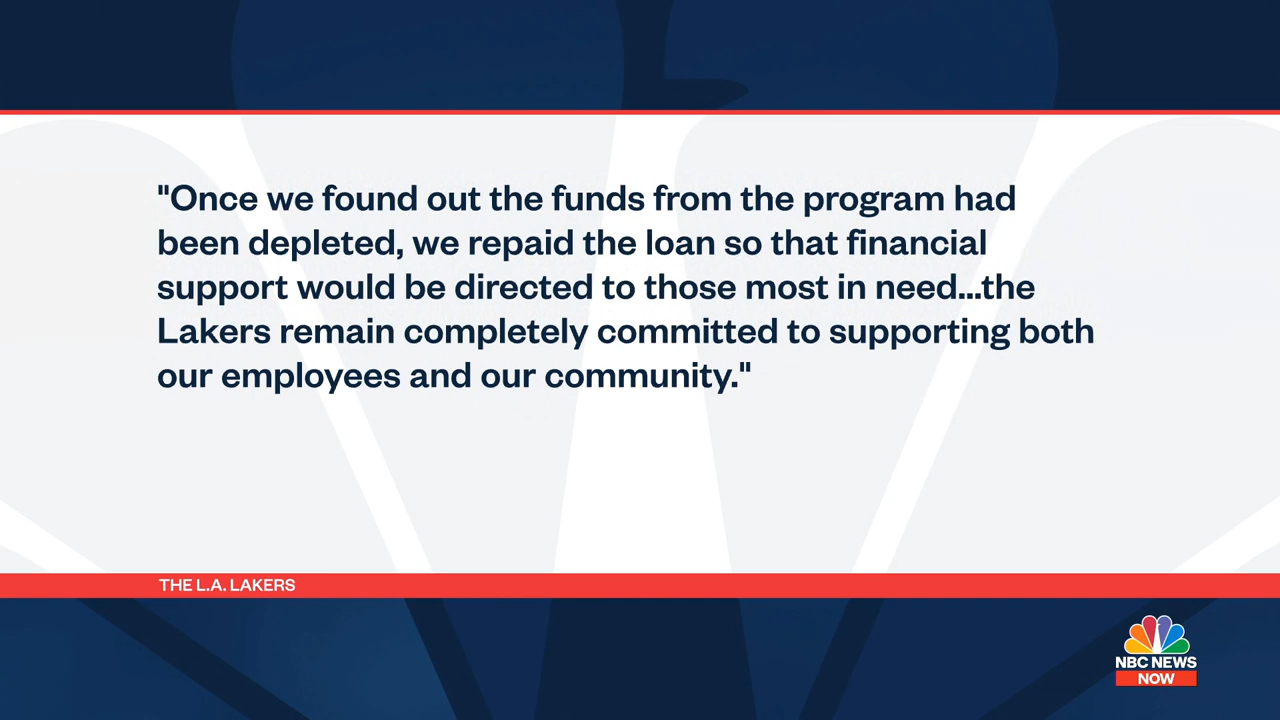 "Once we found out the funds from the program had
been depleted, we repaid the loan so that financial
support would be directed to those most in need...the
Lakers remain completely committed to supporting both
our employees and our community."
THE L.A. LAKERS
NBC NEWS
NOW